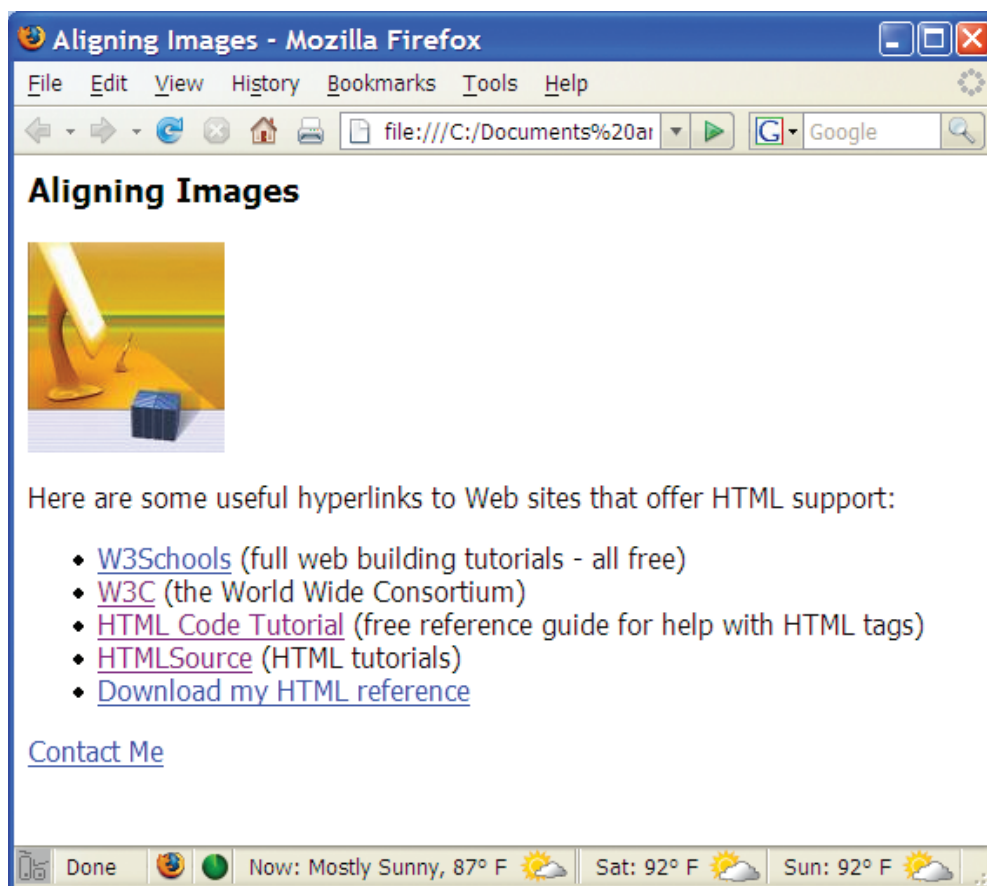 Aligning Images - Mozilla Firefox
File Edit View History Bookmarks Tools Help
file:///C:/Documents%20ar G Google
Aligning Images
Here are some useful hyperlinks to Web sites that offer HTML support:
• W3Schools (full web building tutorials - all free)
• W3C (the World Wide Consortium)
• HTML Code Tutorial (free reference guide for help with HTML tags)
• HTMLSource (HTML tutorials)
• Download my HTML reference
Contact Me
Done Now: Mostly Sunny, 87° F Sat: 92° F Sun: 92° F